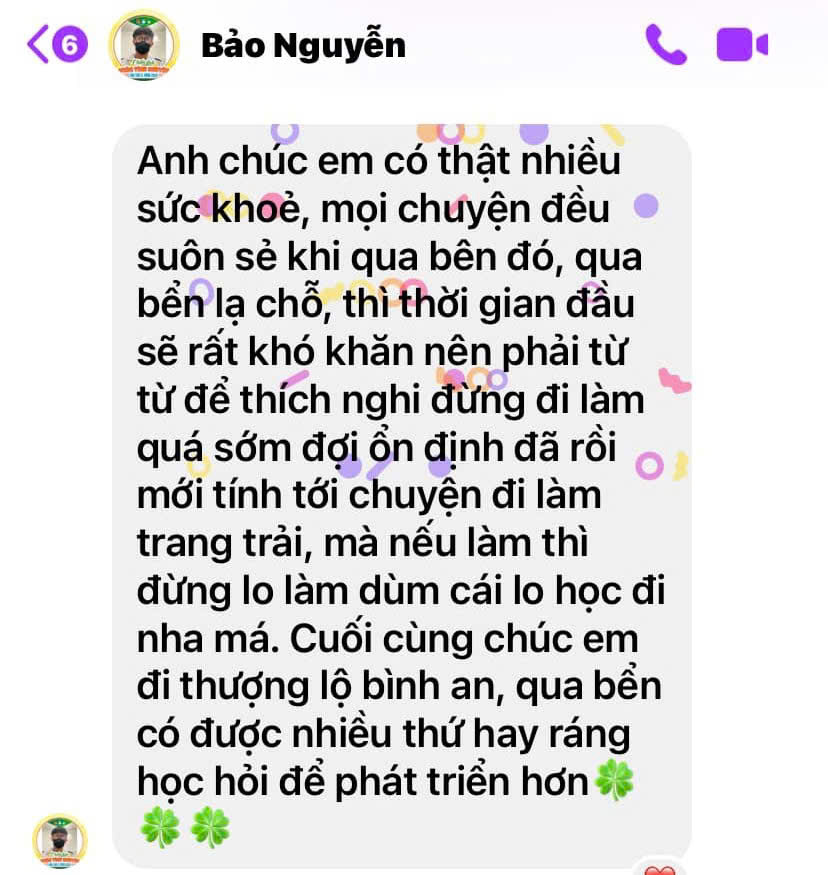 6
Bảo Nguyễn
Anh chúc em có thật nhiều
sức khoẻ, mọi chuyện đều
suôn sẻ khi qua bên đó, qua
bển lạ chỗ, thì thời gian đầu
sẽ rất khó khăn nên phải từ
từ để thích nghi đừng đi làm
quá sớm đợi ổn định đã rồi
mới tính tới chuyện đi làm
trang trải, mà nếu làm thì
đừng lo làm dùm cái lo học đi
nha má. Cuối cùng chúc em
đi thượng lộ bình an, qua bển
có được nhiều thứ hay ráng
học hỏi để phát triển hơn🍀
🍀🍀